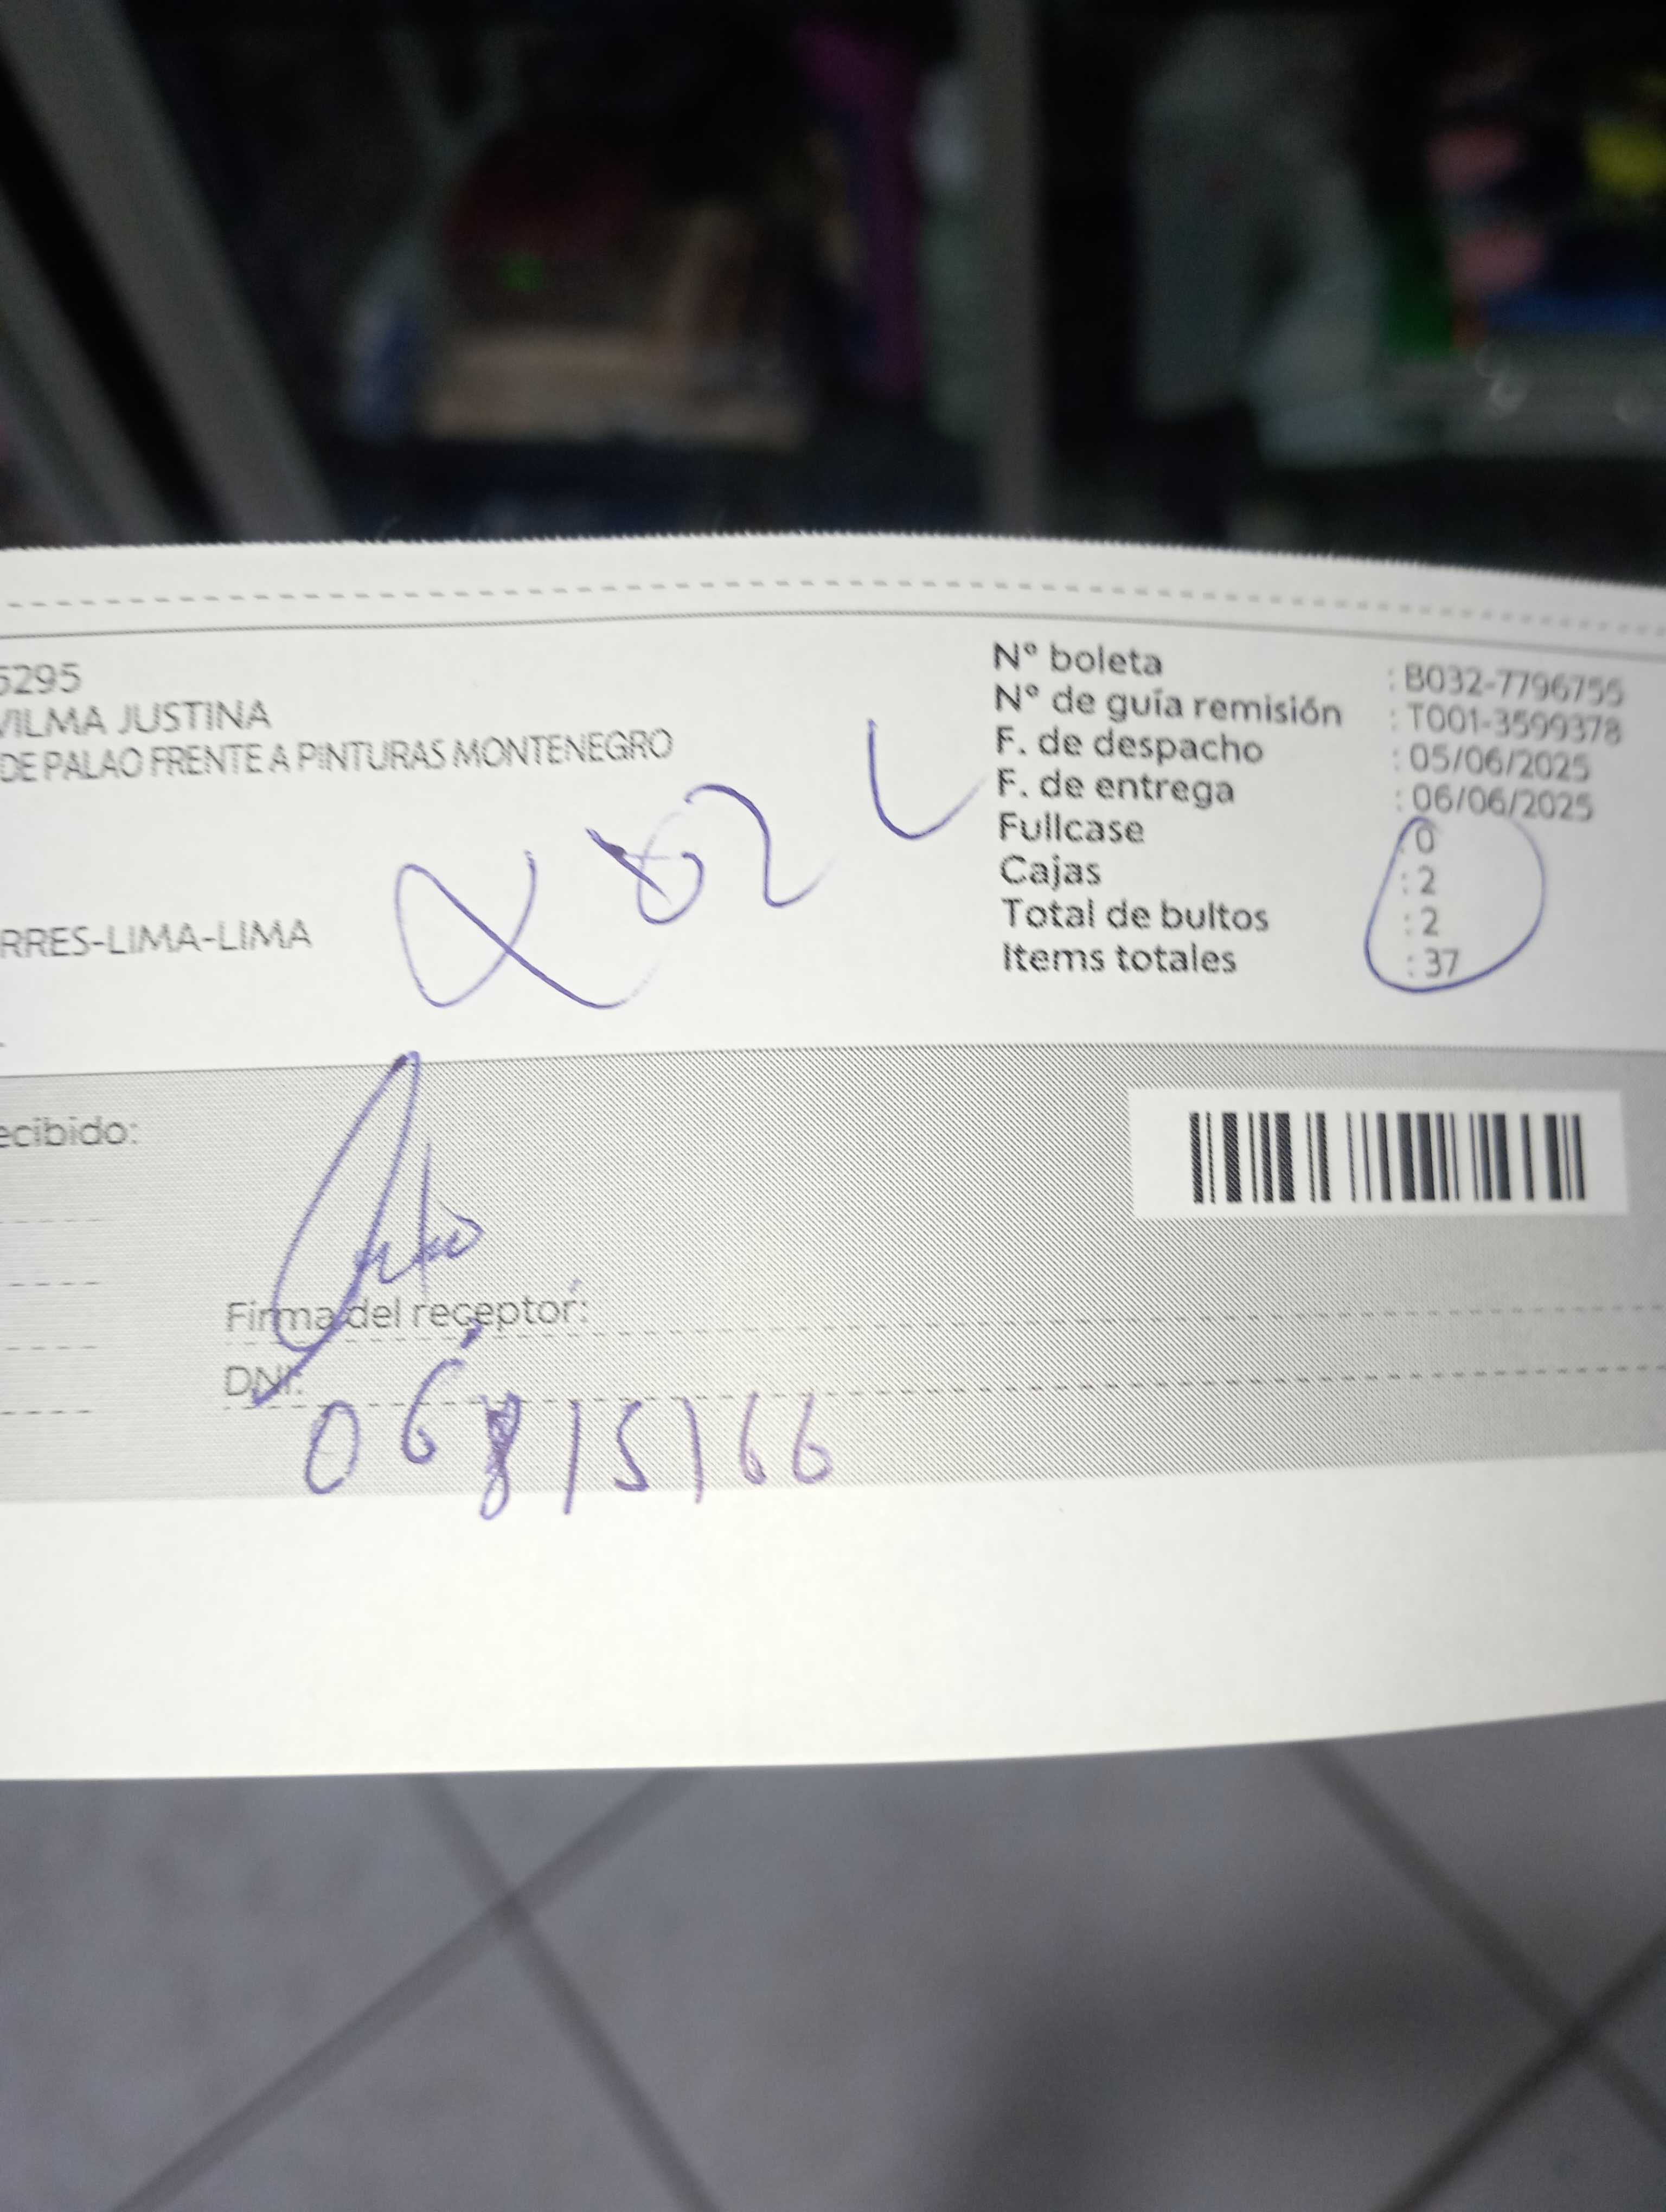 5295
VILMA JUSTINA
DE PALAO FRENTE A PINTURAS MONTENEGRO
RRES-LIMA-LIMA
N° boleta : B032-7796755
N° de guía remisión : T001-3599378
F. de despacho : 05/06/2025
F. de entrega : 06/06/2025
Fullcase : 0
Cajas : 2
Total de bultos : 2
Items totales : 37
ecibido:
Firma del receptor:
DNI:
06815166